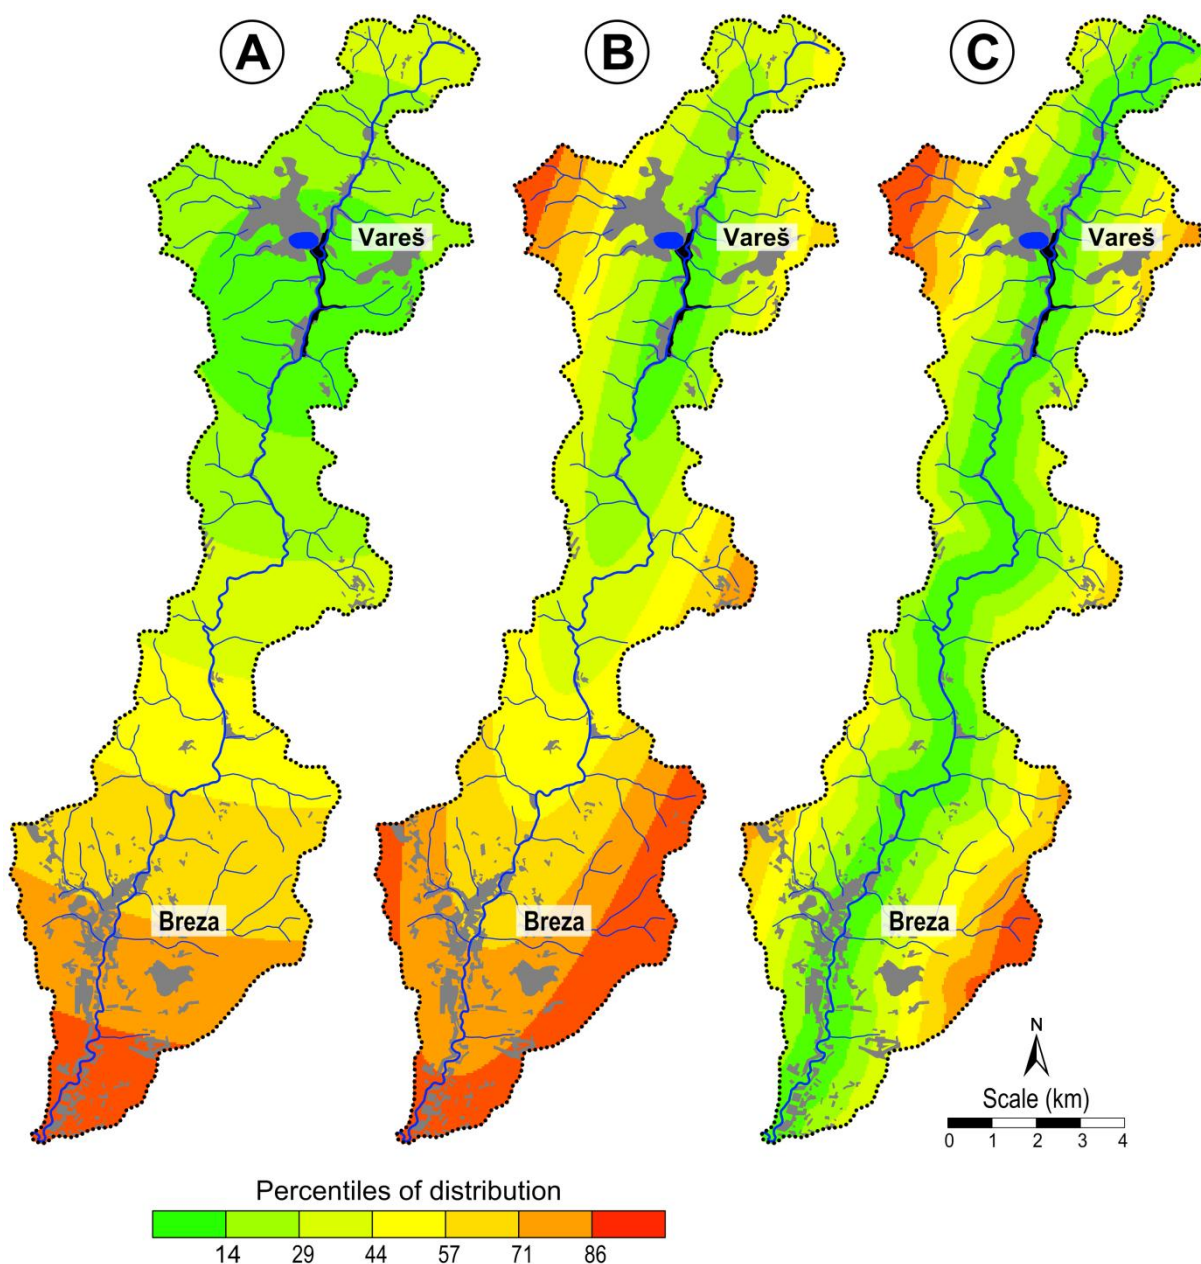 A B C
Vareš Vareš Vareš
Breza Breza Breza
N
Scale (km)
0 1 2 3 4
Percentiles of distribution
14 29 44 57 71 86